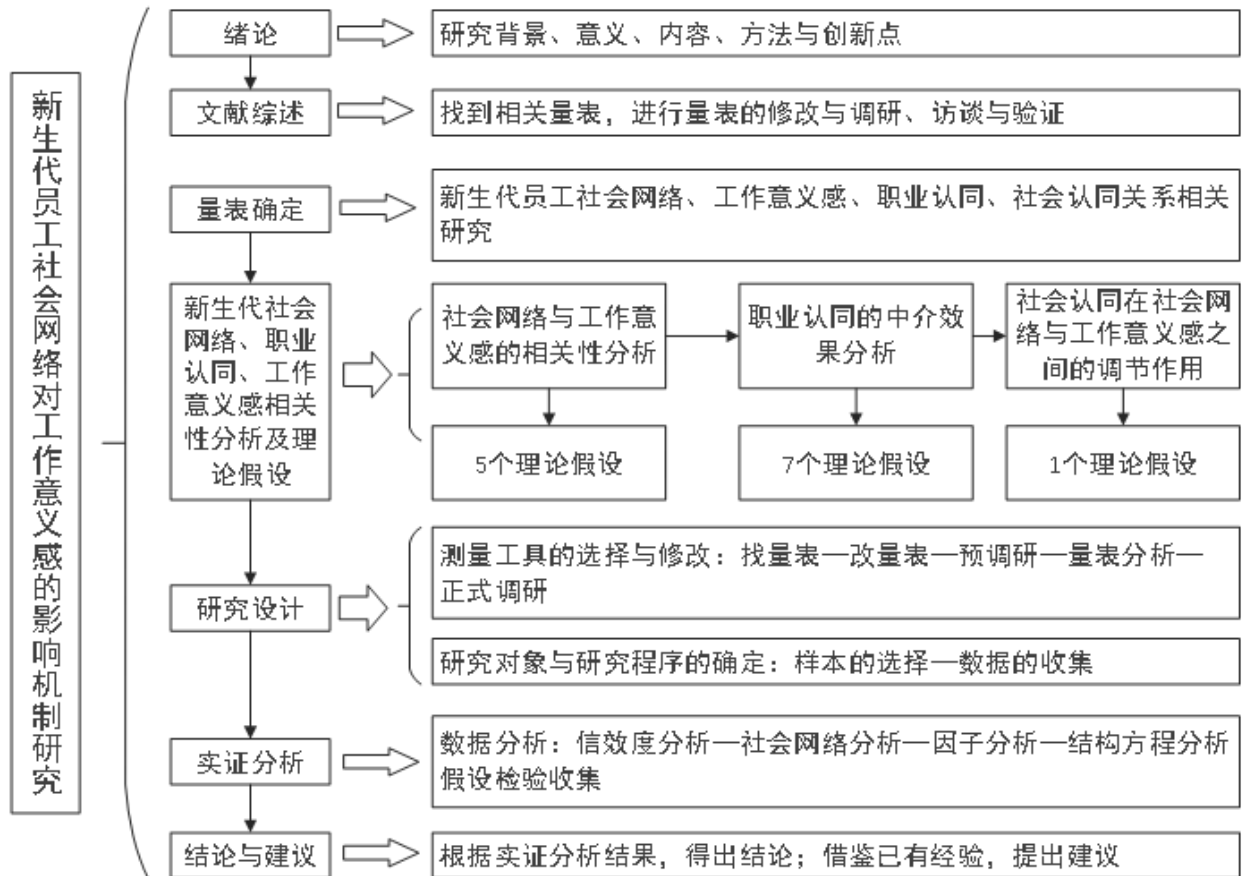 新生代员工社会网络对工作意义感的影响机制研究
绪论
研究背景、意义、内容、方法与创新点
文献综述
找到相关量表，进行量表的修改与调研、访谈与验证
量表确定
新生代员工社会网络、工作意义感、职业认同、社会认同关系相关
研究
新生代社会
网络、职业
认同、工作
意义感相关
性分析及理
论假设
社会网络与工作意
义感的相关性分析
职业认同的中介效
果分析
社会认同在社会网
络与工作意义感之
间的调节作用
5个理论假设
7个理论假设
1个理论假设
研究设计
测量工具的选择与修改：找量表—改量表—预调研—量表分析—
正式调研
研究对象与研究程序的确定：样本的选择—数据的收集
实证分析
数据分析：信效度分析—社会网络分析—因子分析—结构方程分析
假设检验收集
结论与建议
根据实证分析结果，得出结论；借鉴已有经验，提出建议